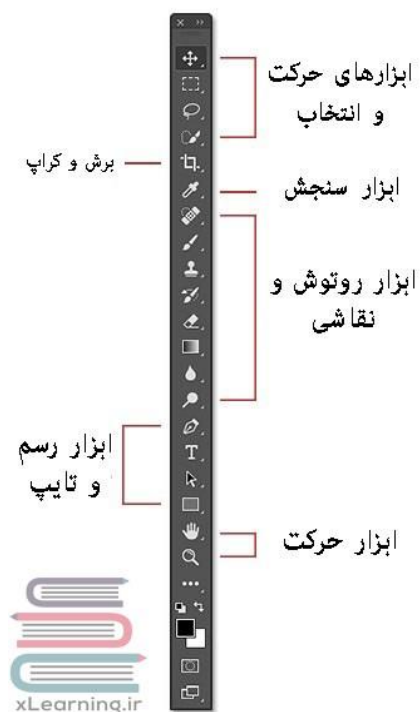 ابزارهای حرکت
و انتخاب
برش و کراپ
ابزار سنجش
ابزار روتوش و
نقاشی
ابزار رسم
و تایپ
ابزار حرکت
xLearning.ir